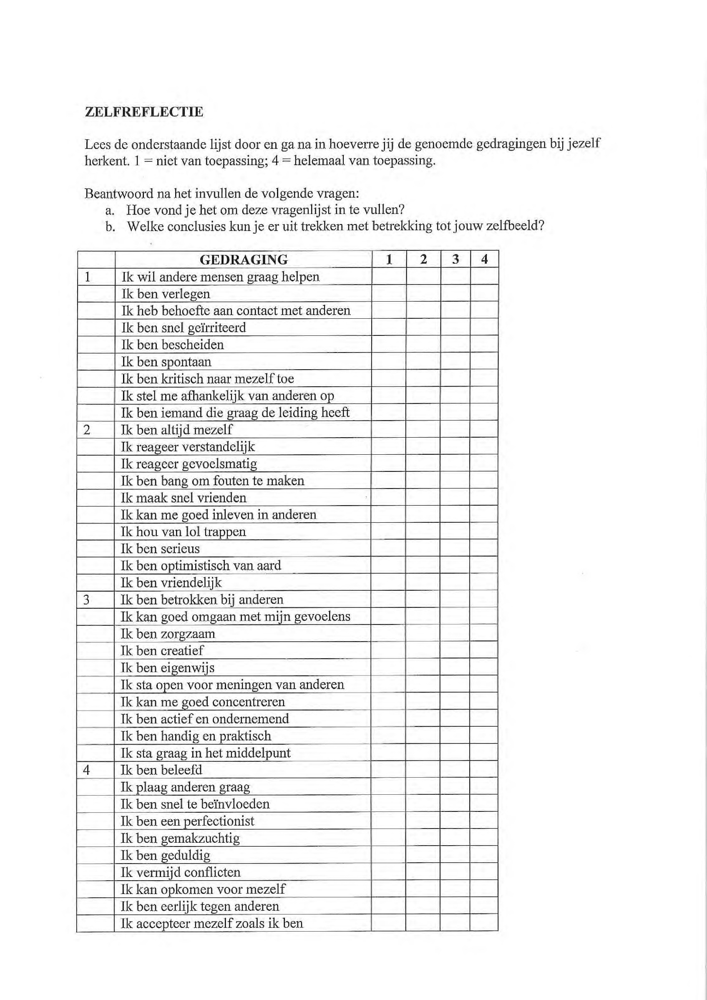 ZELFREFLECTIE
Lees de onderstaande lijst door en ga na in hoeverre jij de genoemde gedragingen bij jezelf
herkent. 1 = niet van toepassing; 4 = helemaal van toepassing.
Beantwoord na het invullen de volgende vragen:
a. Hoe vond je het om deze vragenlijst in te vullen?
b. Welke conclusies kun je er uit trekken met betrekking tot jouw zelfbeeld?
GEDRAGING 1 2 3 4
1 Ik wil andere mensen graag helpen
Ik ben verlegen
Ik heb behoefte aan contact met anderen
Ik ben snel geïrriteerd
Ik ben bescheiden
Ik ben spontaan
Ik ben kritisch naar mezelf toe
Ik stel me afhankelijk van anderen op
Ik ben iemand die graag de leiding heeft
2 Ik ben altijd mezelf
Ik reageer verstandelijk
Ik reageer gevoelsmatig
Ik ben bang om fouten te maken
Ik maak snel vrienden
Ik kan me goed inleven in anderen
Ik hou van lol trappen
Ik ben serieus
Ik ben optimistisch van aard
Ik ben vriendelijk
3 Ik ben betrokken bij anderen
Ik kan goed omgaan met mijn gevoelens
Ik ben zorgzaam
Ik ben creatief
Ik ben eigenwijs
Ik sta open voor meningen van anderen
Ik kan me goed concentreren
Ik ben actief en ondernemend
Ik ben handig en praktisch
Ik sta graag in het middelpunt
4 Ik ben beleefd
Ik plaag anderen graag
Ik ben snel te beïnvloeden
Ik ben een perfectionist
Ik ben gemakzuchtig
Ik ben geduldig
Ik vermijd conflicten
Ik kan opkomen voor mezelf
Ik ben eerlijk tegen anderen
Ik accepteer mezelf zoals ik ben